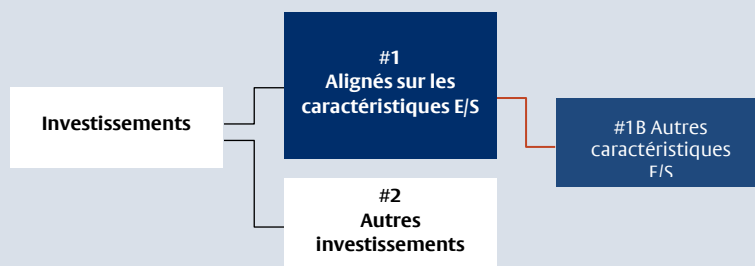 Investissements
#1
Alignés sur les
caractéristiques E/S
#2
Autres
investissements
#1B Autres
caractéristiques
E/S